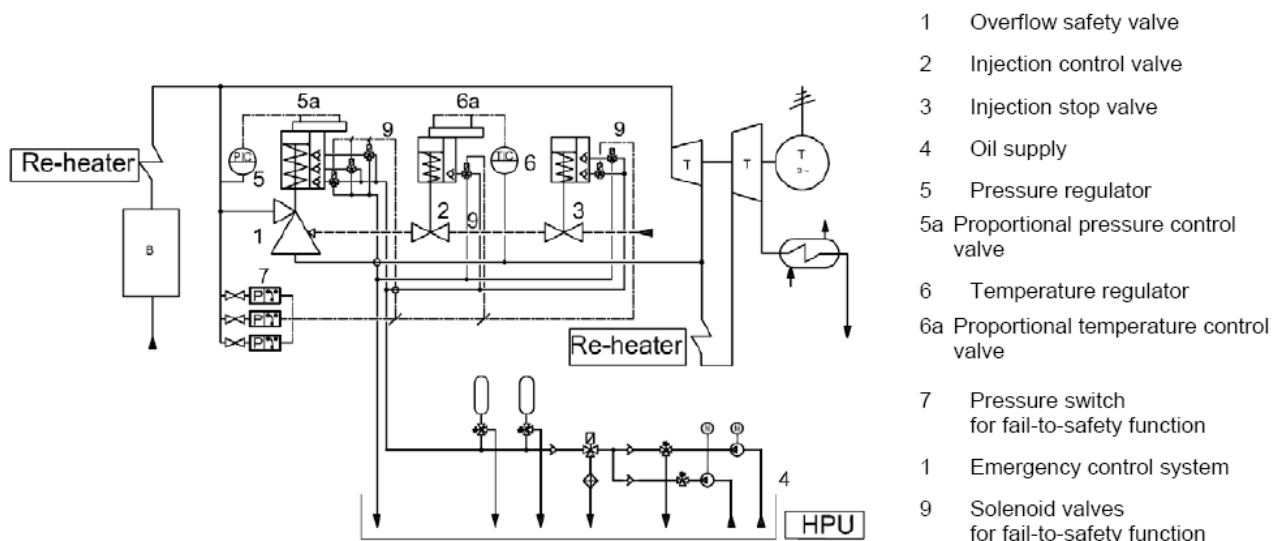 5a
6a
9
9
PIC
TIC
6
5
Re-heater
T
T
T
1
2
9
3
B
7
P
P
P
Re-heater
4
HPU
1 Overflow safety valve
2 Injection control valve
3 Injection stop valve
4 Oil supply
5 Pressure regulator
5a Proportional pressure control
valve
6 Temperature regulator
6a Proportional temperature control
valve
7 Pressure switch
for fail-to-safety function
1 Emergency control system
9 Solenoid valves
for fail-to-safety function